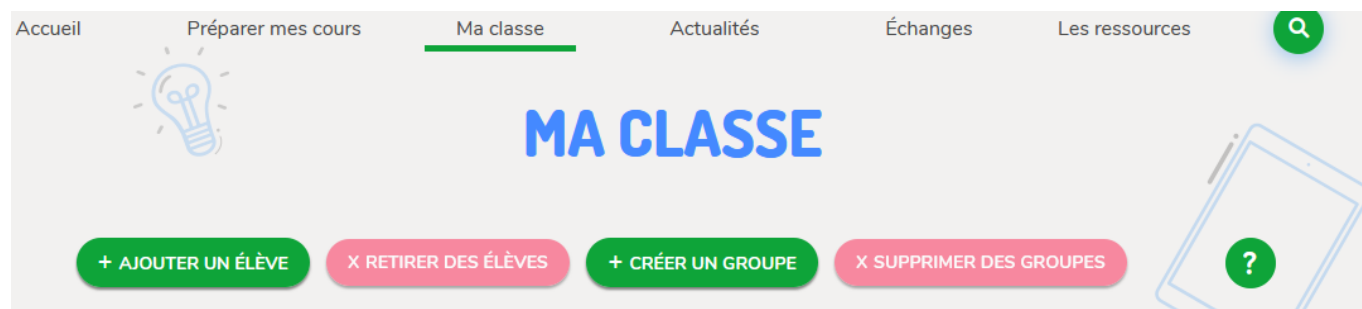 Accueil Préparer mes cours Ma classe Actualités Échanges Les ressources
MA CLASSE
+ AJOUTER UN ÉLÈVE X RETIRER DES ÉLÈVES + CRÉER UN GROUPE X SUPPRIMER DES GROUPES ?